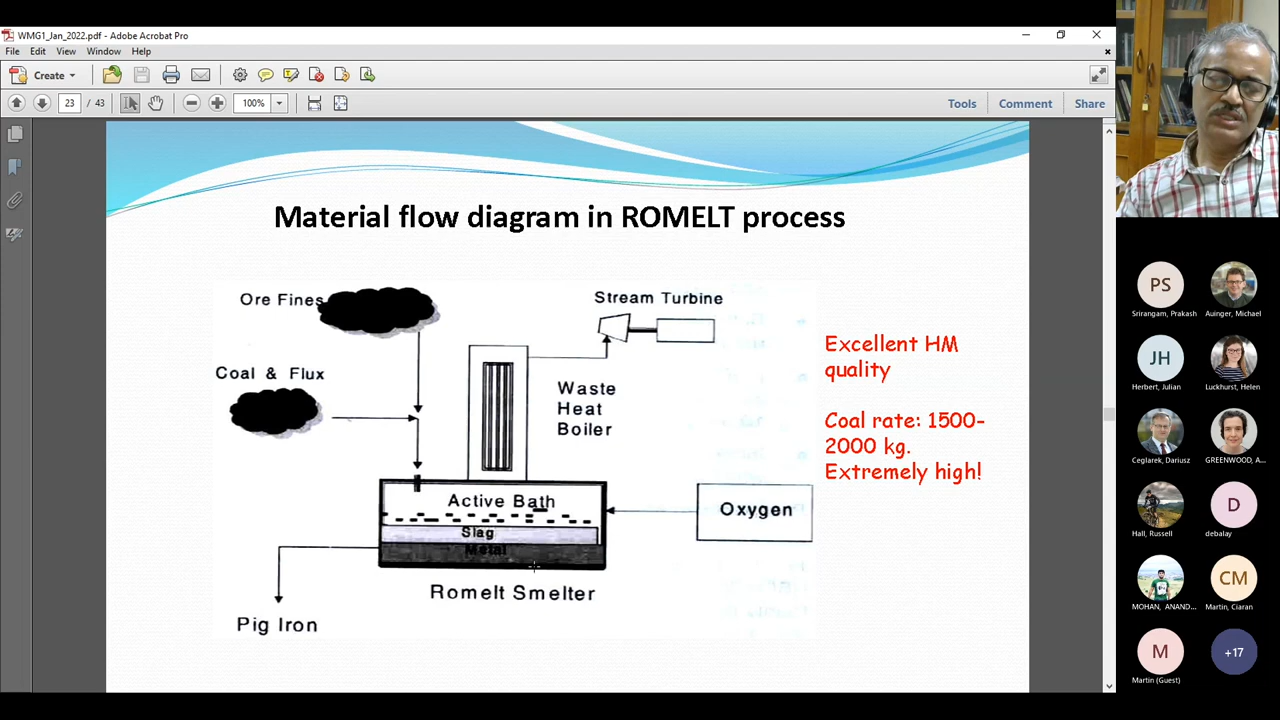 WMG1_Jan_2022.pdf - Adobe Acrobat Pro
File Edit View Window Help
Create
23 / 43
100%
Tools Comment Share
Material flow diagram in ROMELT process
Ore Fines
Stream Turbine
Coal & Flux
Waste
Heat
Boiler
Excellent HM
quality
Coal rate: 1500-
2000 kg.
Extremely high!
Active Bath
Slag
Metal
Oxygen
Romelt Smelter
Pig Iron
PS
Srirangam, Prakash
Auinger, Michael
JH
Herbert, Julian
Luckhurst, Helen
Ceglarek, Dariusz
GREENWOOD, A...
Hall, Russell
D
debalay
MOHAN, ANAND...
CM
Martin, Ciaran
M
Martin (Guest)
+17